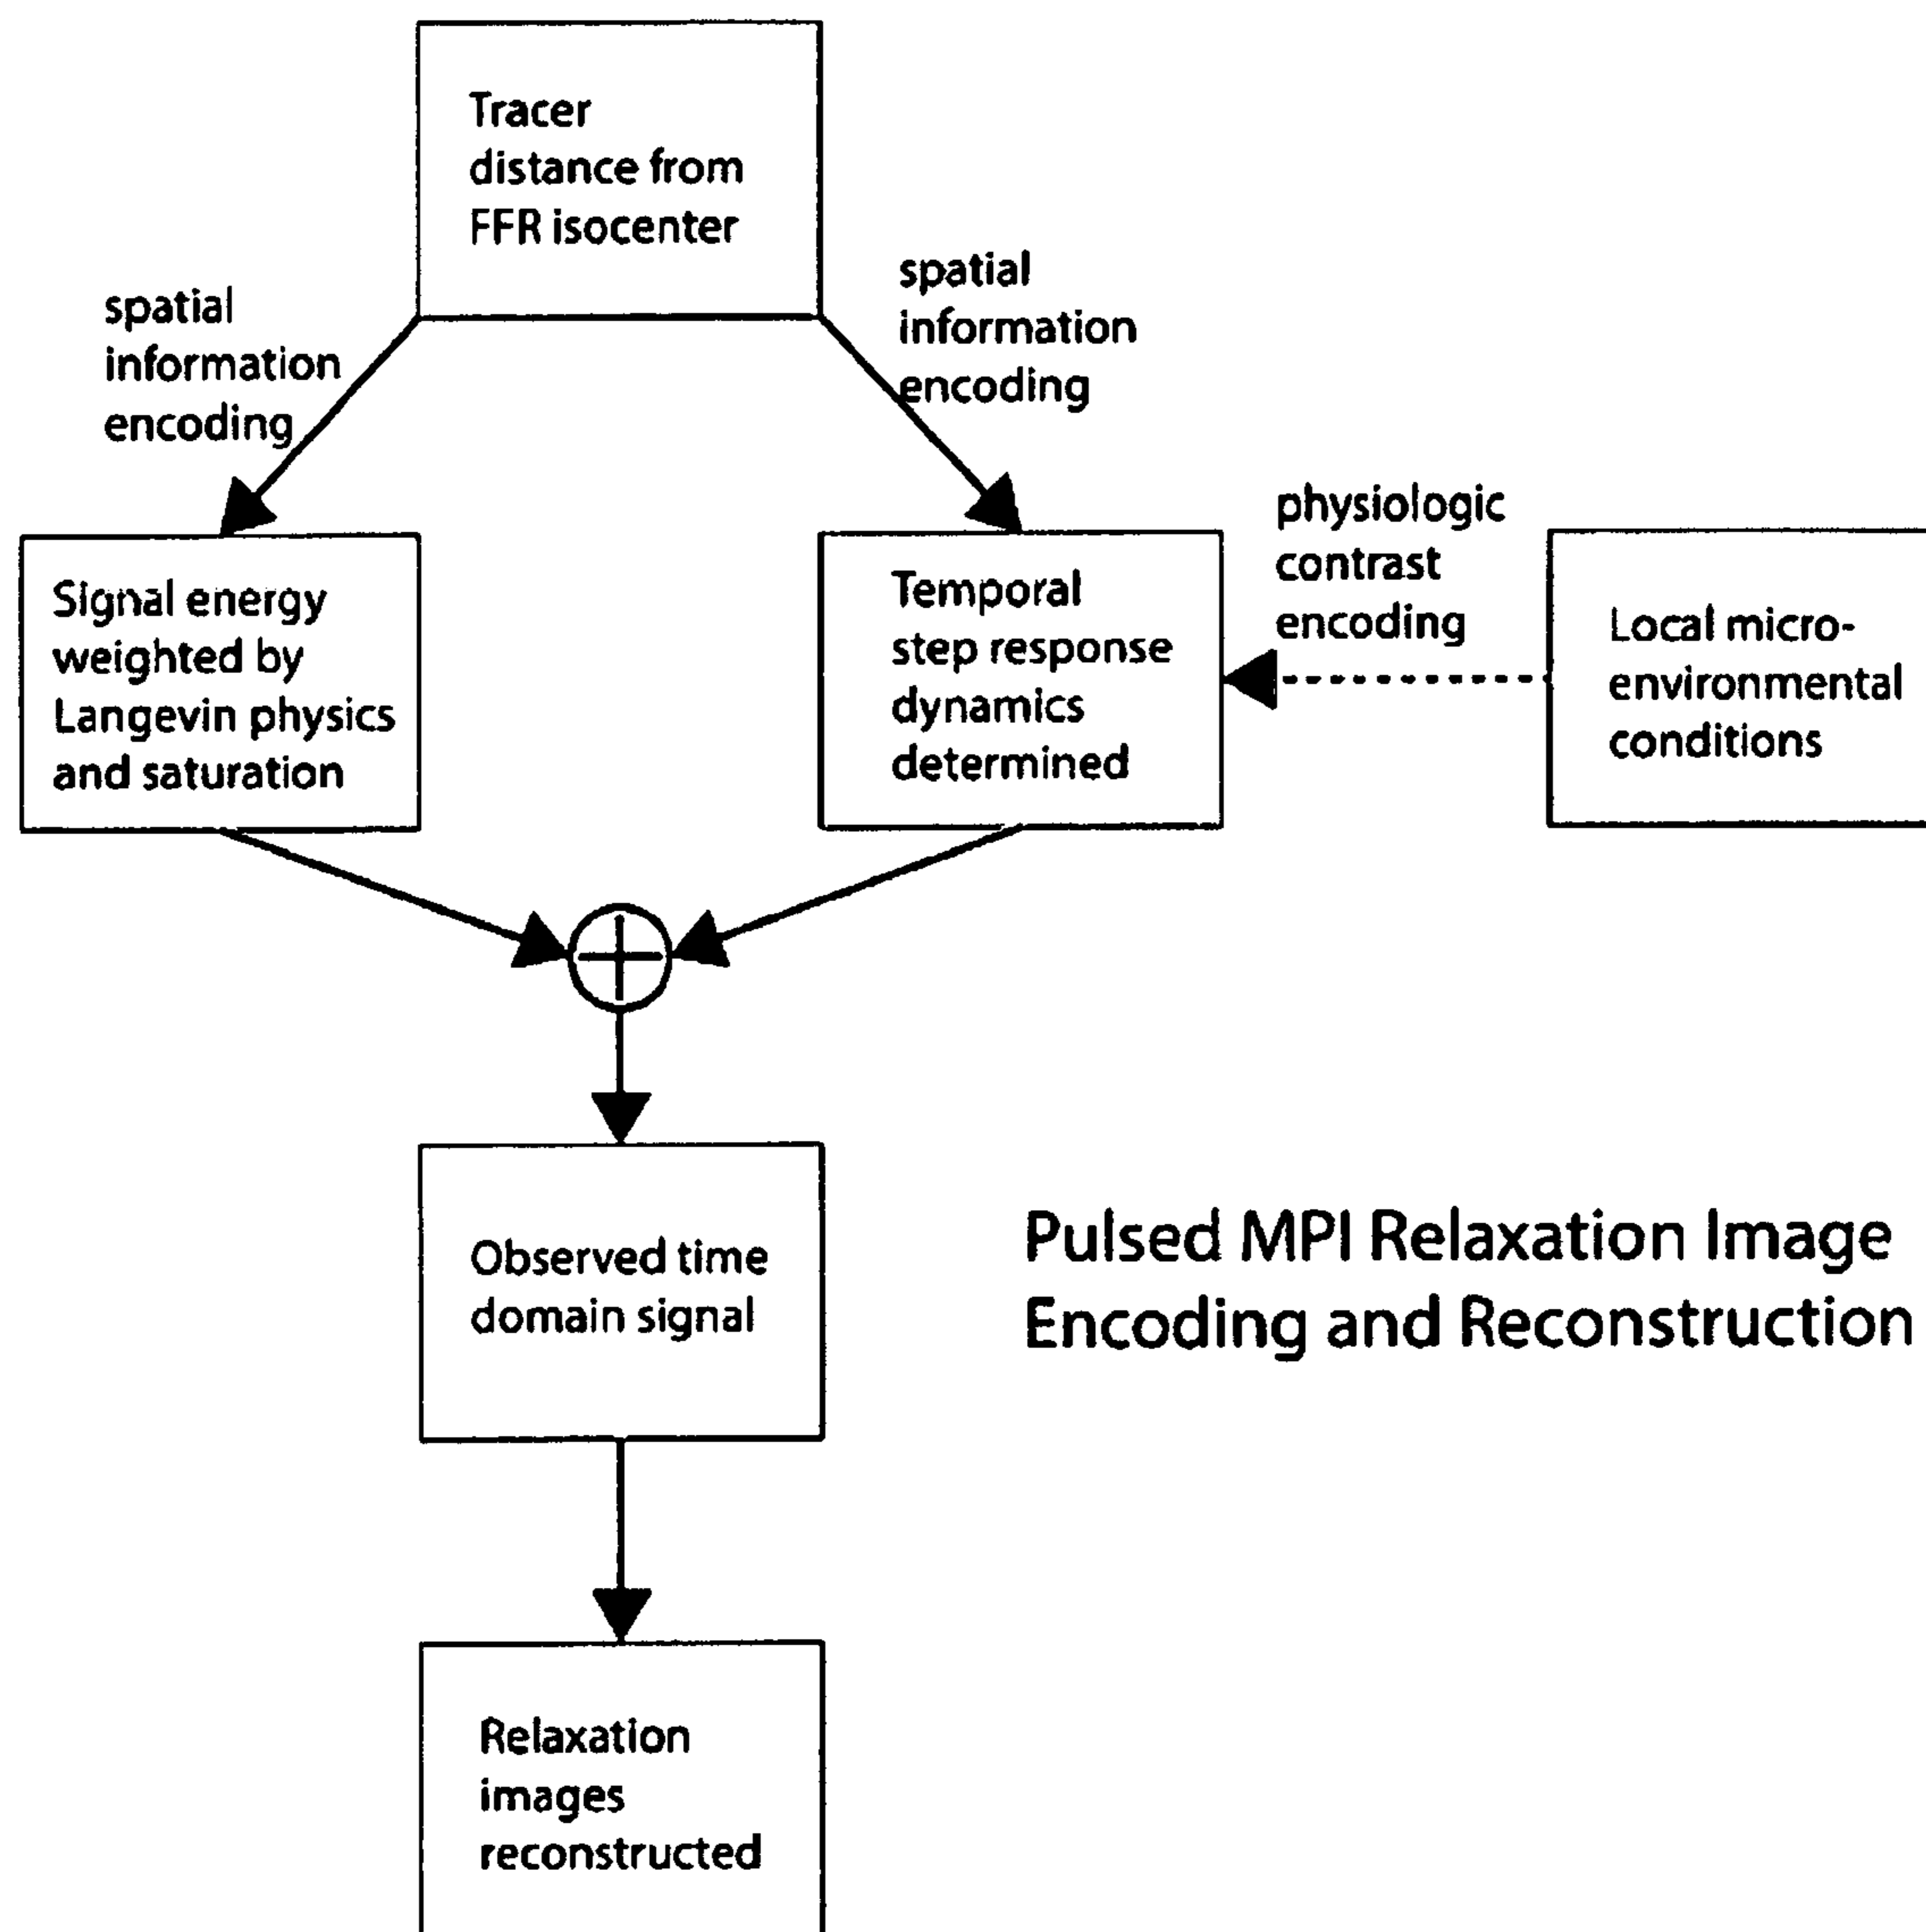 Tracer
distance from
FFR isocenter
spatial
information
encoding
spatial
information
encoding
Signal energy
weighted by
Langevin physics
and saturation
Temporal
step response
dynamics
determined
physiologic
contrast
encoding
Local micro-
environmental
conditions
Observed time
domain signal
Pulsed MPI Relaxation Image
Encoding and Reconstruction
Relaxation
images
reconstructed